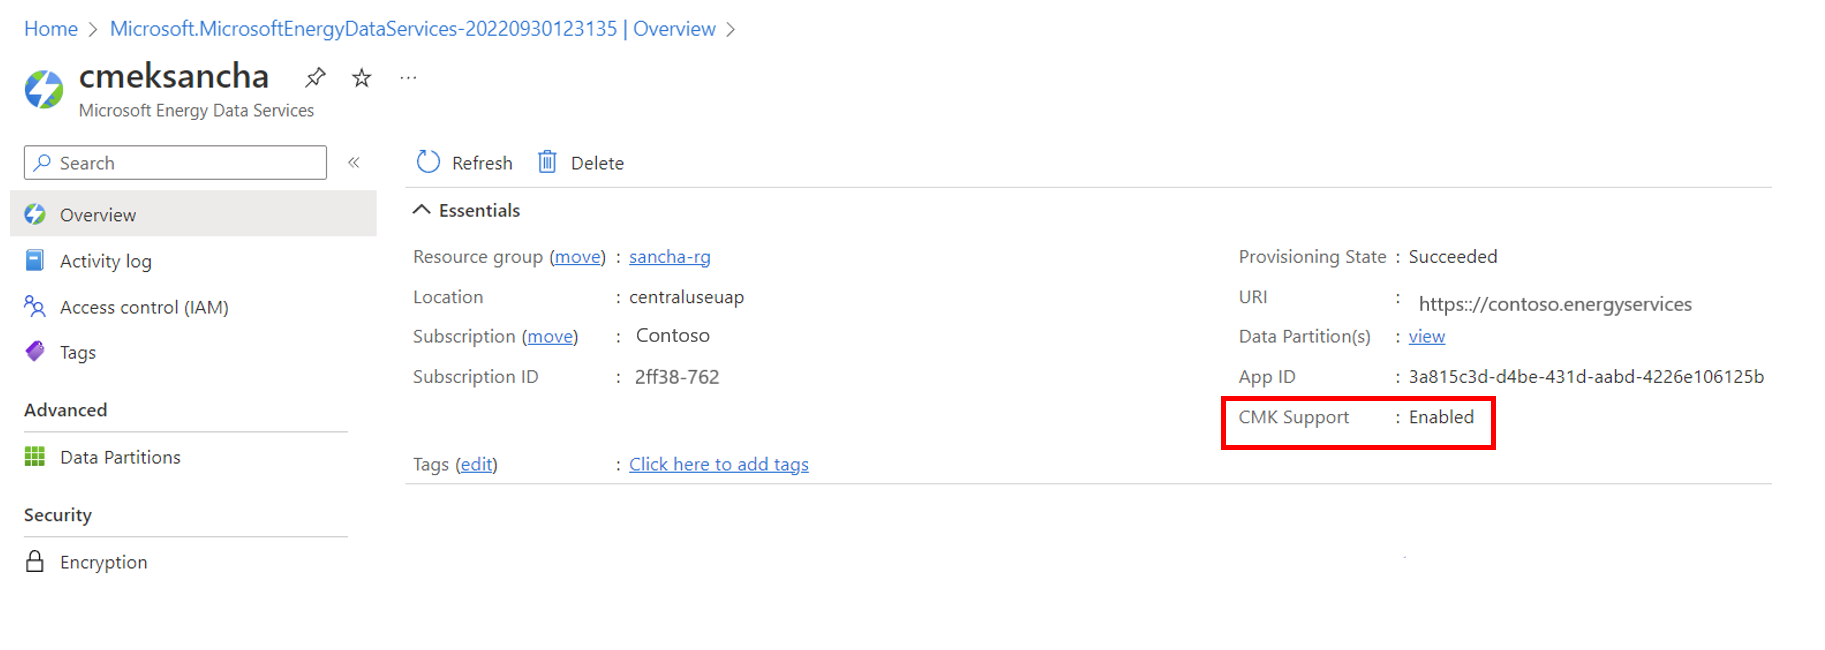 Home > Microsoft.MicrosoftEnergyDataServices-20220930123135 | Overview >
cmeksancha ...
Microsoft Energy Data Services
Search «
Overview
Activity log
Access control (IAM)
Tags
Advanced
Data Partitions
Security
Encryption
Refresh Delete
Essentials
Resource group (move) : sancha-rg
Location : centraluseuap
Subscription (move) : Contoso
Subscription ID : 2ff38-762
Tags (edit) : Click here to add tags
Provisioning State : Succeeded
URI : https:://contoso.energyservices
Data Partition(s) : view
App ID : 3a815c3d-d4be-431d-aabd-4226e106125b
CMK Support : Enabled